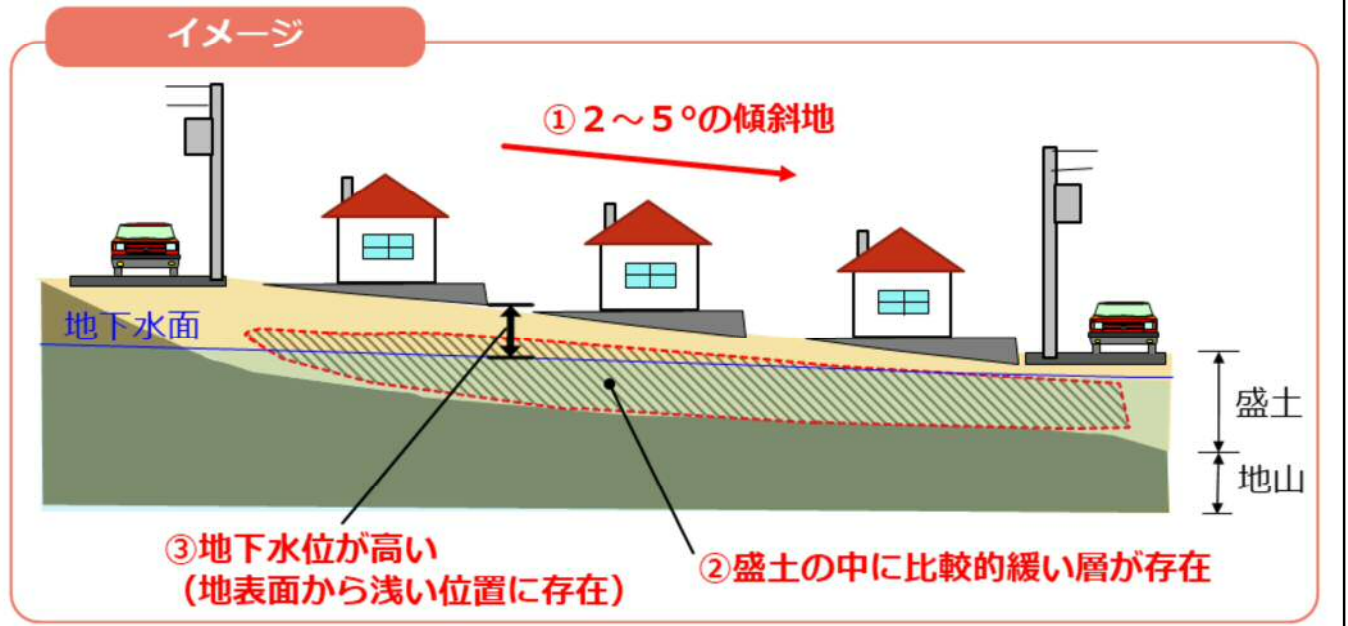 イメージ
①2～5°の傾斜地
地下水面
盛土
地山
③地下水位が高い
（地表面から浅い位置に存在）
②盛土の中に比較的緩い層が存在